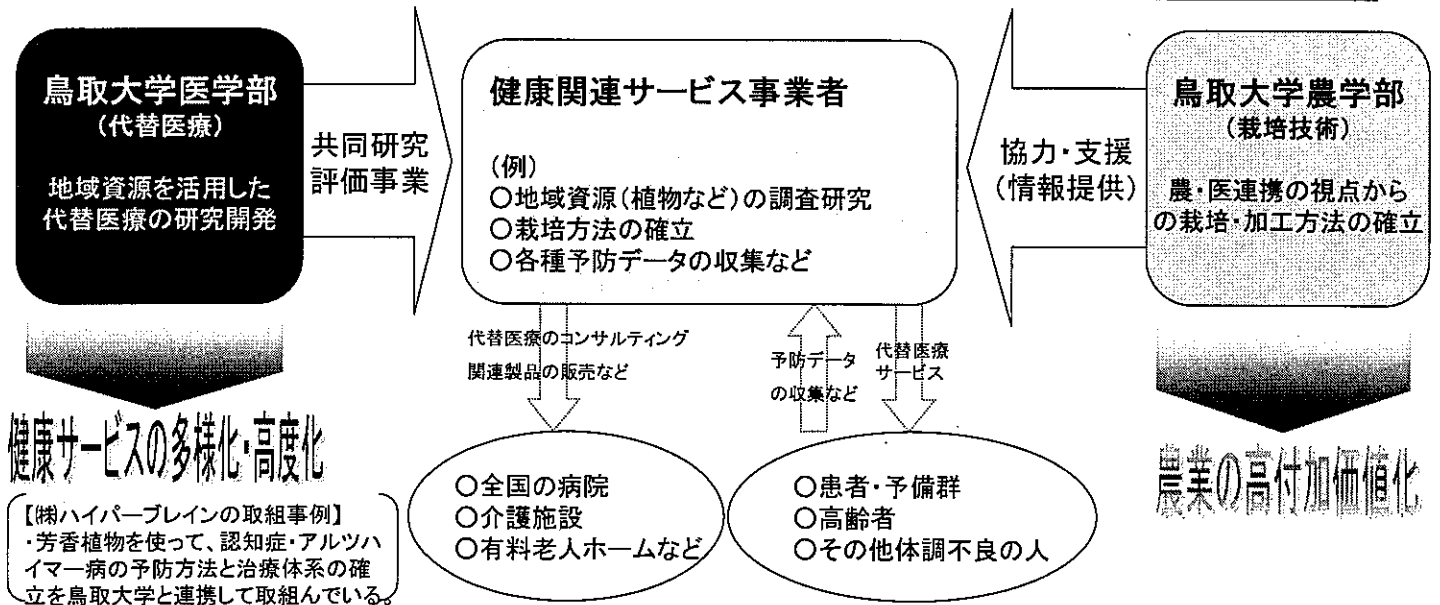 鳥取大学医学部
(代替医療)
地域資源を活用した
代替医療の研究開発
共同研究
評価事業
健康関連サービス事業者
(例)
○地域資源(植物など)の調査研究
○栽培方法の確立
○各種予防データの収集など
協力・支援
(情報提供)
鳥取大学農学部
(栽培技術)
農・医連携の視点から
の栽培・加工方法の確立
代替医療のコンサルティング
関連製品の販売など
予防データ
の収集など
代替医療
サービス
健康サービスの多様化・高度化
【㈱ハイパーブレインの取組事例】
・芳香植物を使って、認知症・アルツハ
イマー病の予防方法と治療体系の確
立を鳥取大学と連携して取組んでいる。
○全国の病院
○介護施設
○有料老人ホームなど
○患者・予備群
○高齢者
○その他体調不良の人
農業の高付加価値化